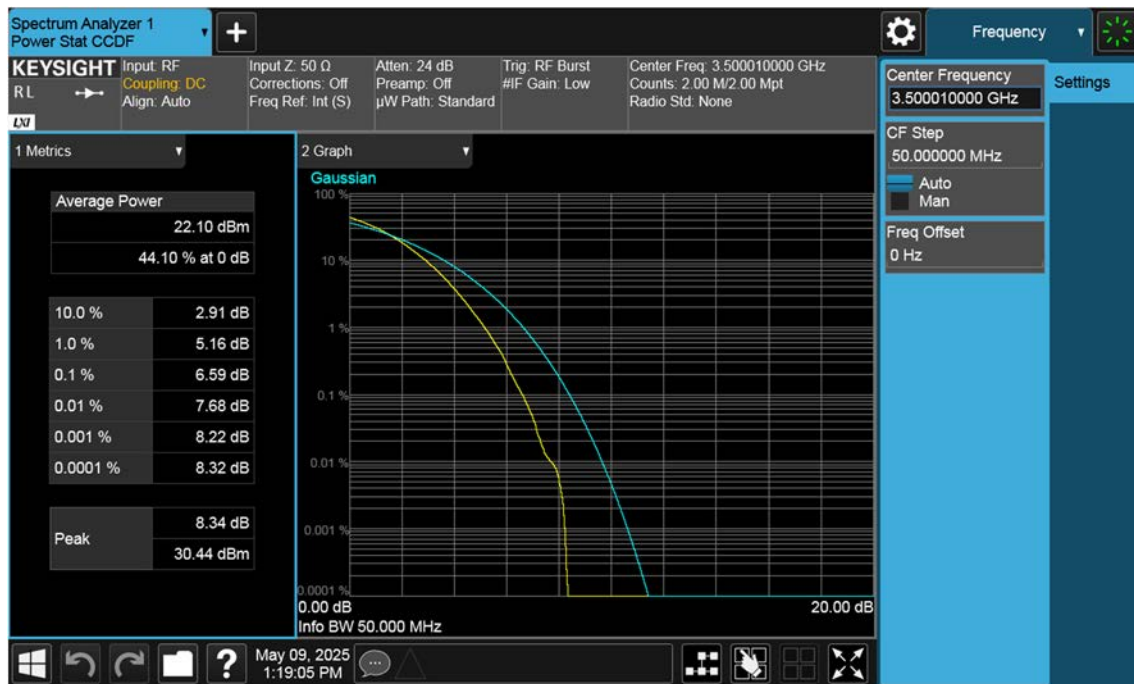 Spectrum Analyzer 1
Power Stat CCDF
+
Frequency
KEYSIGHT
RL
LXI
Input: RF
Coupling: DC
Align: Auto
Input Z: 50 Ω
Corrections: Off
Freq Ref: Int (S)
Atten: 24 dB
Preamp: Off
µW Path: Standard
Trig: RF Burst
#IF Gain: Low
Center Freq: 3.500010000 GHz
Counts: 2.00 M/2.00 Mpt
Radio Std: None
Center Frequency
3.500010000 GHz
Settings
CF Step
50.000000 MHz
Auto
Man
Freq Offset
0 Hz
1 Metrics
Average Power
22.10 dBm
44.10 % at 0 dB
10.0 % 2.91 dB
1.0 % 5.16 dB
0.1 % 6.59 dB
0.01 % 7.68 dB
0.001 % 8.22 dB
0.0001 % 8.32 dB
Peak
8.34 dB
30.44 dBm
2 Graph
Gaussian
100 %
10 %
1 %
0.1 %
0.01 %
0.001 %
0.0001 %
0.00 dB 20.00 dB
Info BW 50.000 MHz
?
May 09, 2025
1:19:05 PM